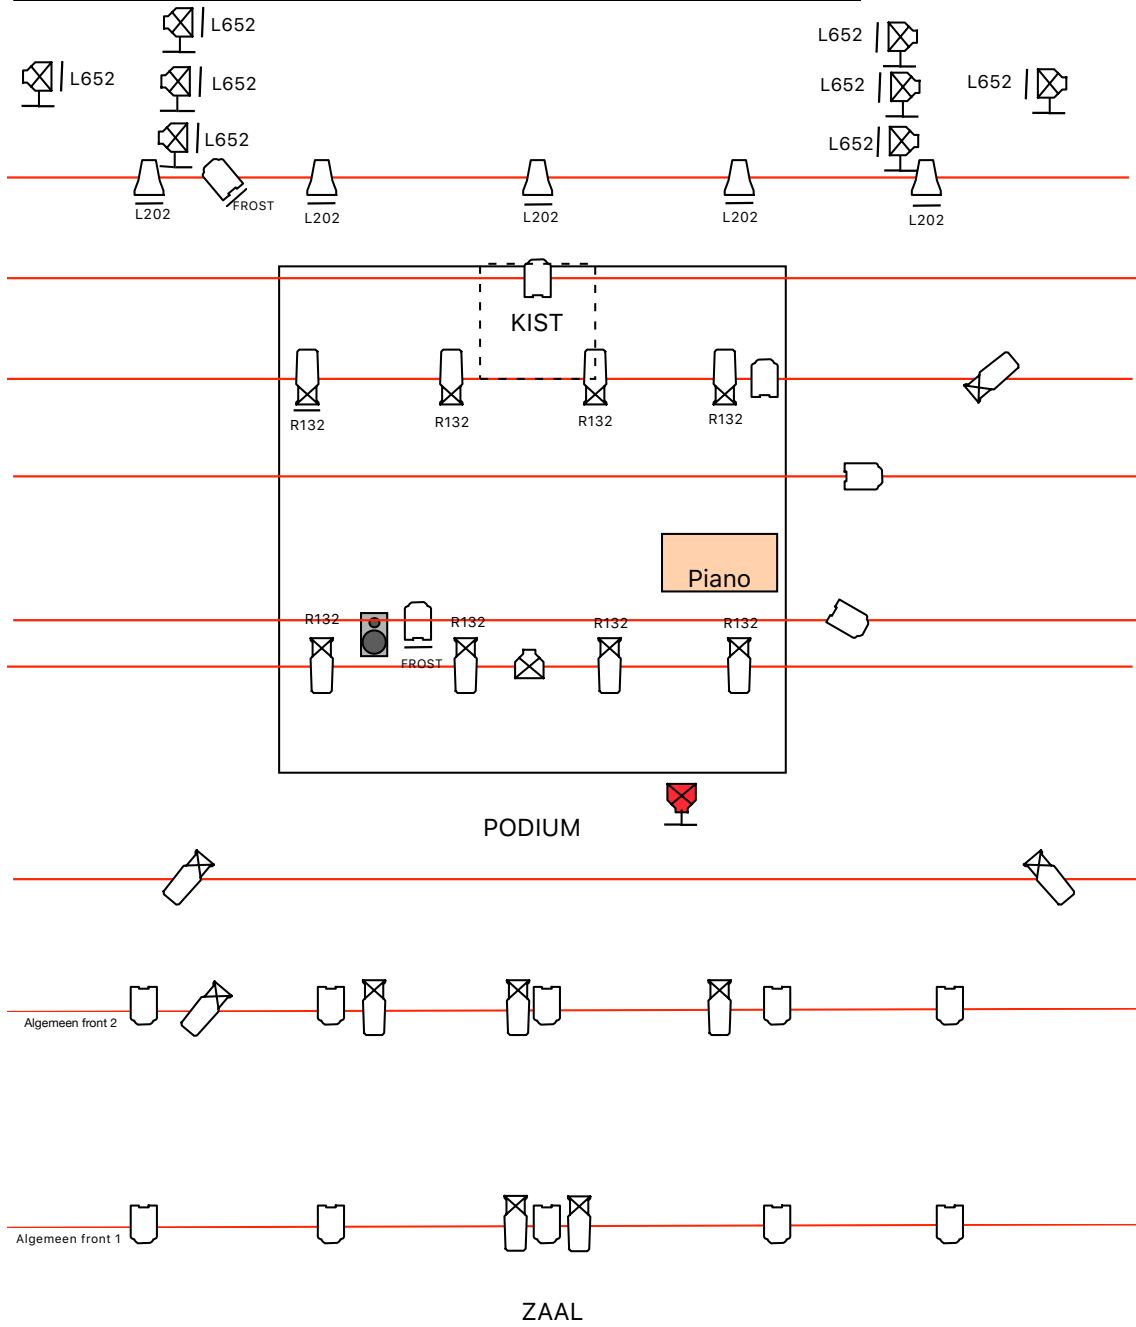 L652
L652
L652
L652
L652
L652
L652
L652
FROST
L202
L202
L202
L202
L202
KIST
R132
R132
R132
R132
Piano
R132
R132
R132
R132
FROST
PODIUM
Algemeen front 2
Algemeen front 1
ZAAL